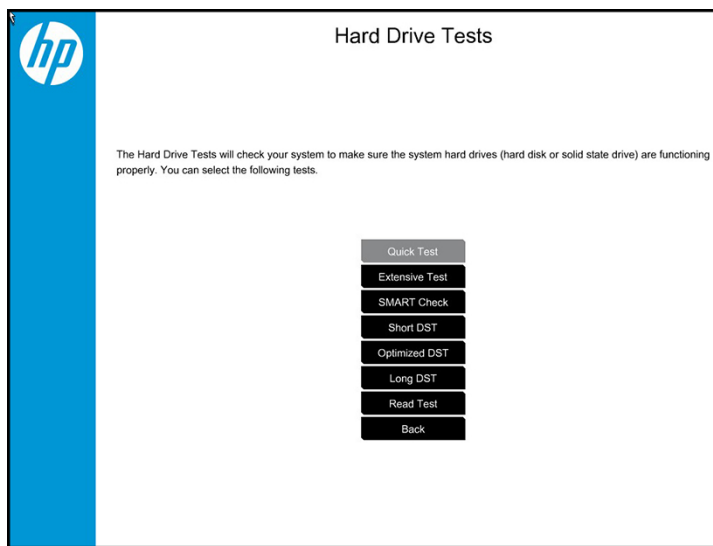 hp
Hard Drive Tests
The Hard Drive Tests will check your system to make sure the system hard drives (hard disk or solid state drive) are functioning
properly. You can select the following tests.
Quick Test
Extensive Test
SMART Check
Short DST
Optimized DST
Long DST
Read Test
Back